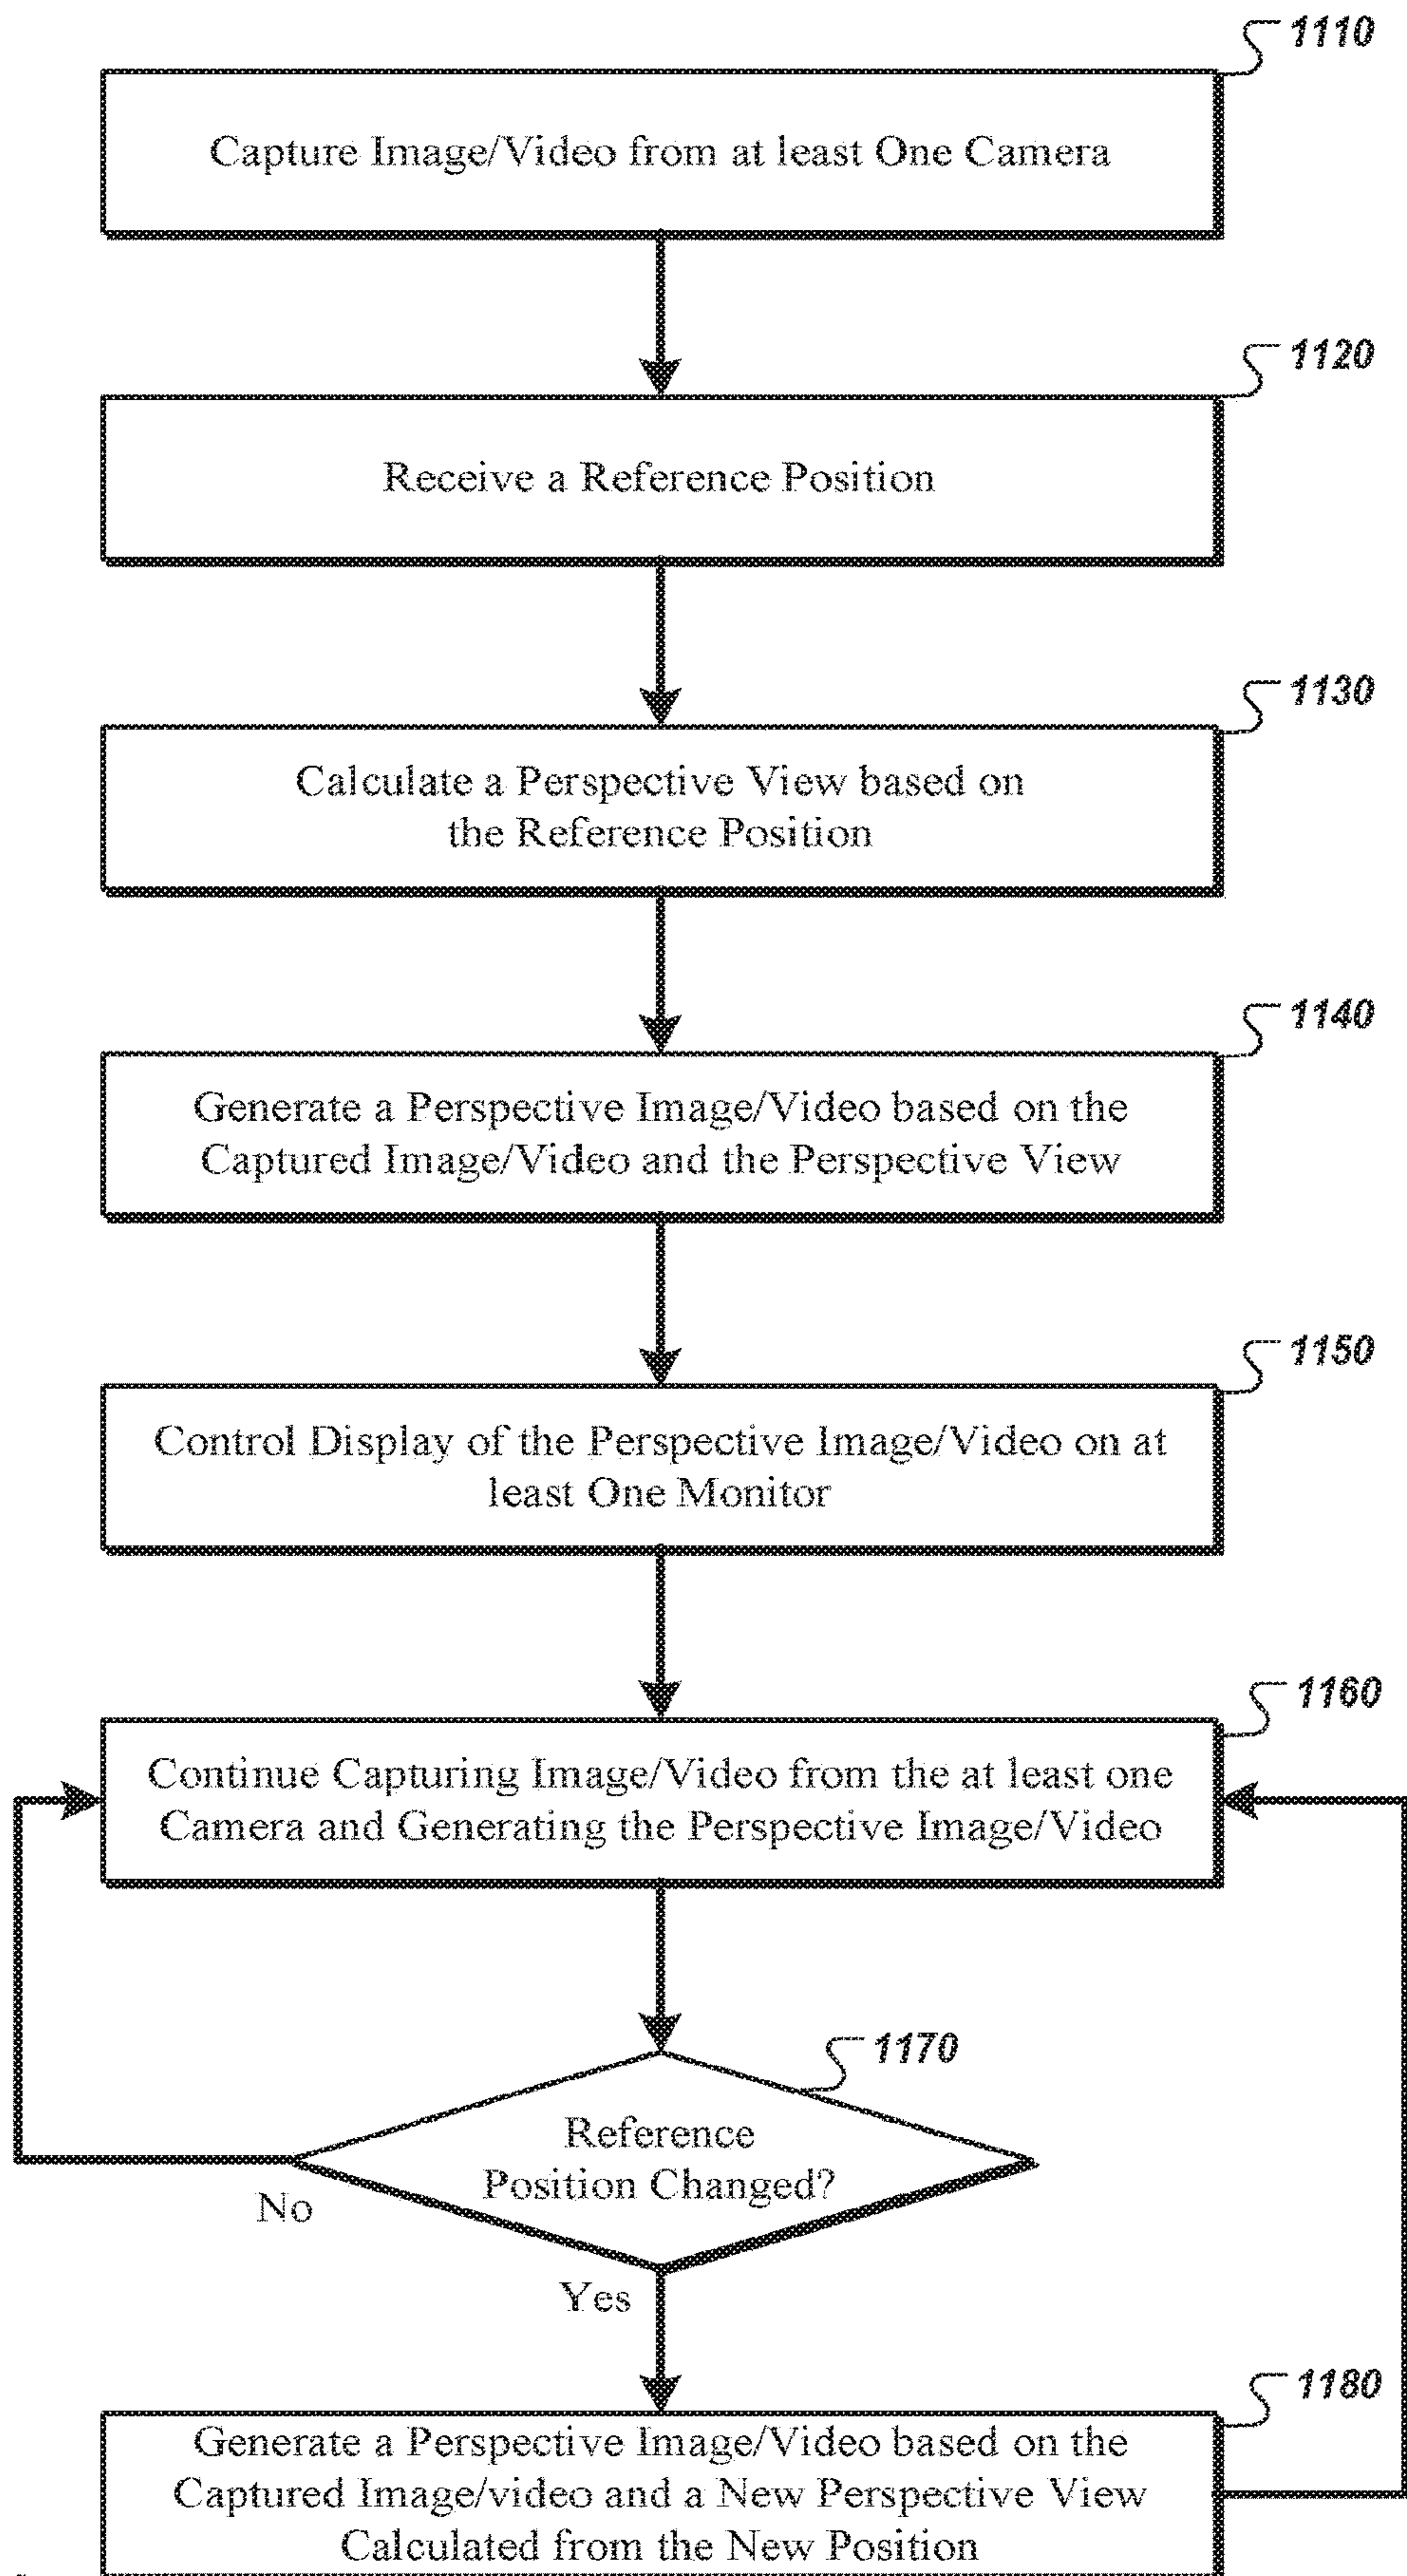 1110
Capture Image/Video from at least One Camera
1120
Receive a Reference Position
1130
Calculate a Perspective View based on
the Reference Position
1140
Generate a Perspective Image/Video based on the
Captured Image/Video and the Perspective View
1150
Control Display of the Perspective Image/Video on at
least One Monitor
1160
Continue Capturing Image/Video from the at least one
Camera and Generating the Perspective Image/Video
1170
Reference
Position Changed?
No
Yes
1180
Generate a Perspective Image/Video based on the
Captured Image/video and a New Perspective View
Calculated from the New Position